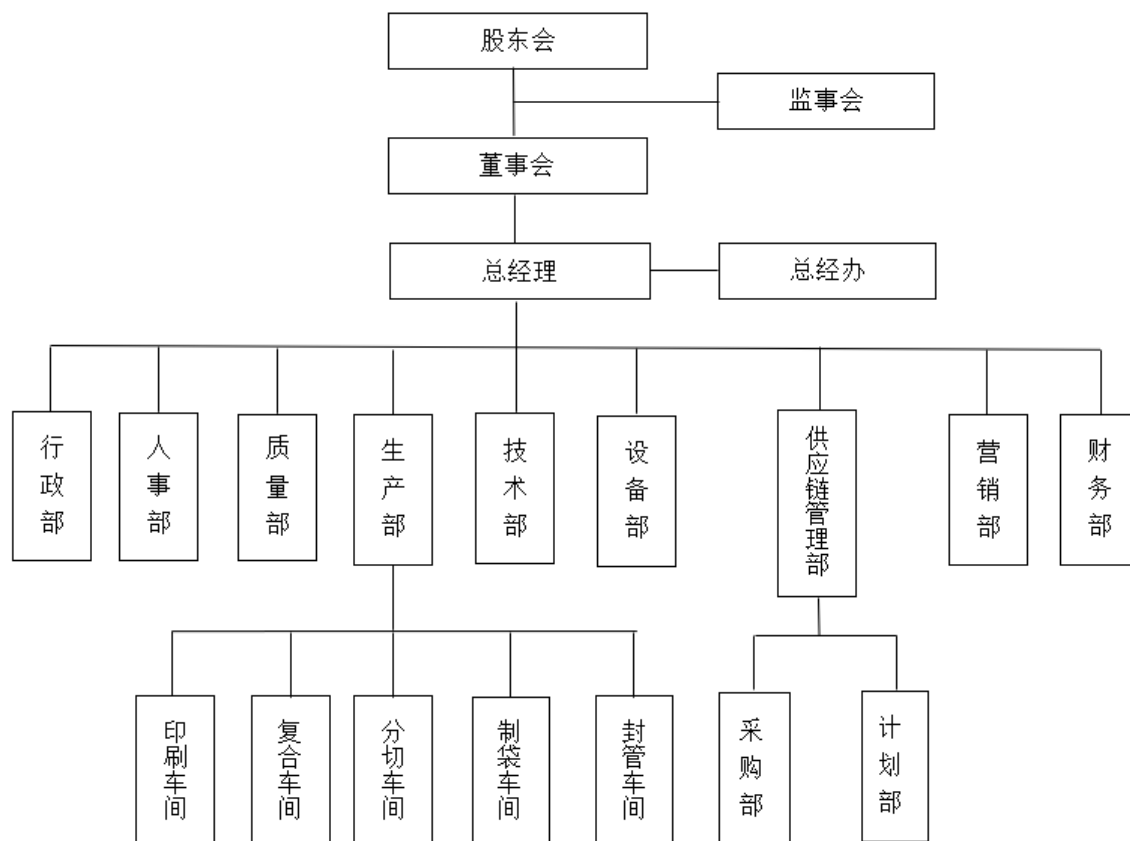 股东会
监事会
董事会
总经理
总经办
行政部
人事部
质量部
生产部
技术部
设备部
供应链管理部
营销部
财务部
印刷车间
复合车间
分切车间
制袋车间
封管车间
采购部
计划部